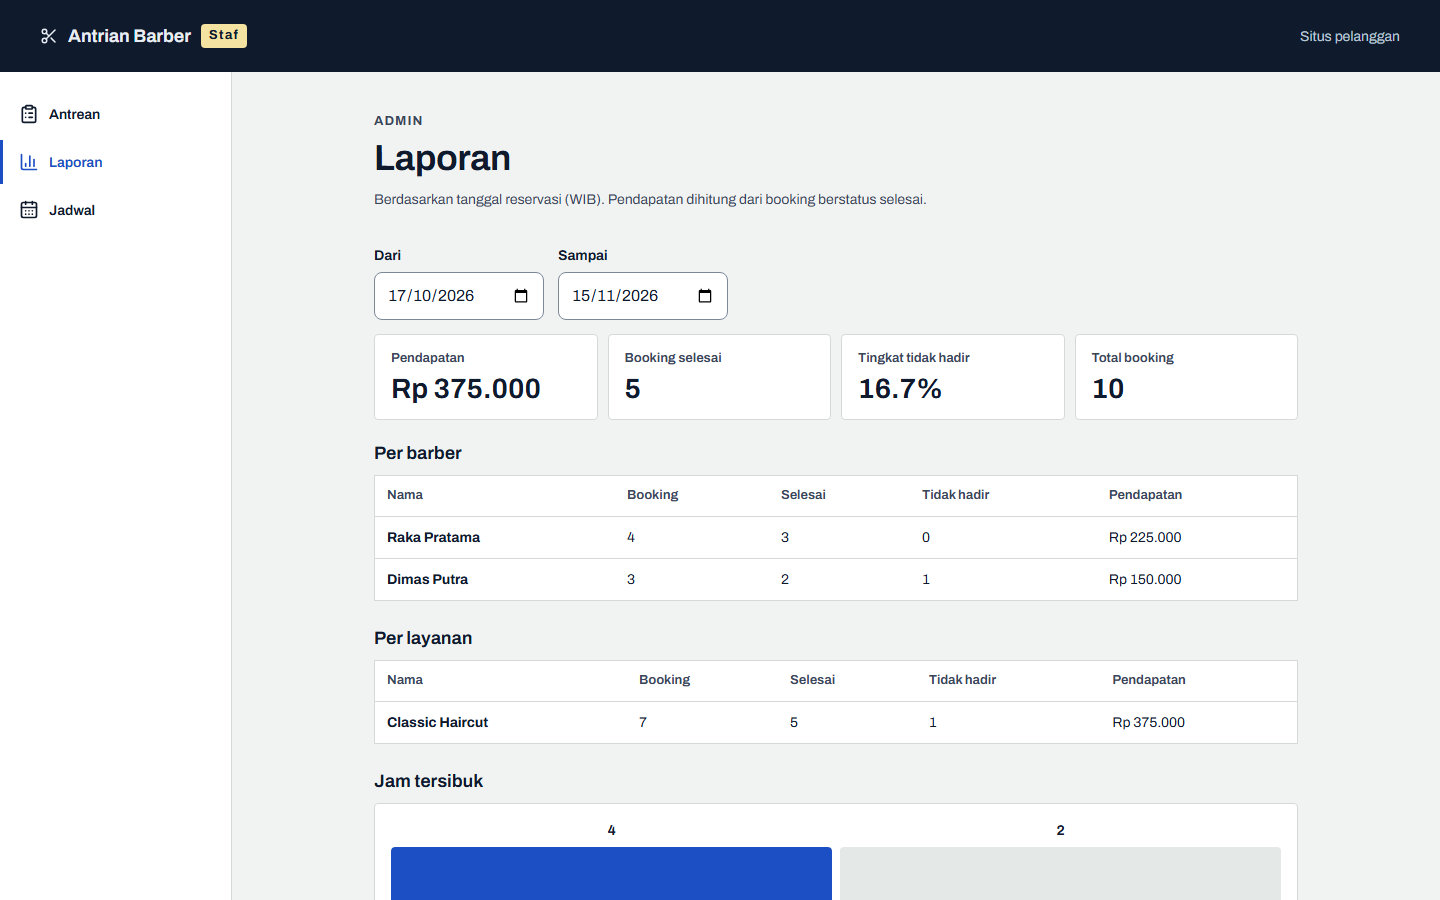 Antrian Barber Staf
Situs pelanggan
Antrean
Laporan
Jadwal
ADMIN
Laporan
Berdasarkan tanggal reservasi (WIB). Pendapatan dihitung dari booking berstatus selesai.
Dari Sampai
17/10/2026 15/11/2026
Pendapatan Booking selesai Tingkat tidak hadir Total booking
Rp 375.000 5 16.7% 10
Per barber
Nama Booking Selesai Tidak hadir Pendapatan
Raka Pratama 4 3 0 Rp 225.000
Dimas Putra 3 2 1 Rp 150.000
Per layanan
Nama Booking Selesai Tidak hadir Pendapatan
Classic Haircut 7 5 1 Rp 375.000
Jam tersibuk
4 2